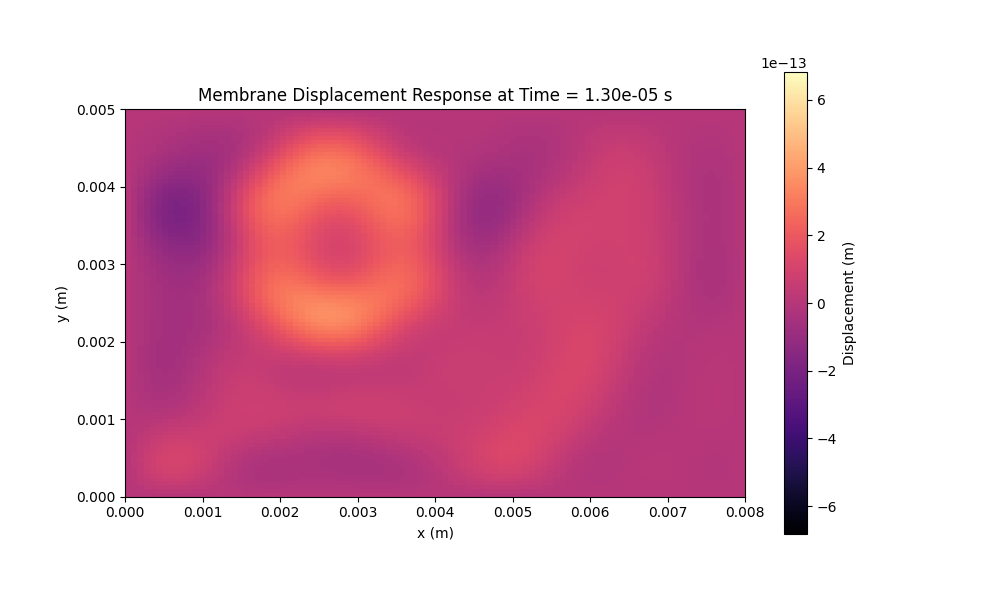 1e−13
Membrane Displacement Response at Time = 1.30e-05 s
0.005
0.004
0.003
0.002
0.001
0.000
y (m)
0.000 0.001 0.002 0.003 0.004 0.005 0.006 0.007 0.008
x (m)
6
4
2
0
−2
−4
−6
Displacement (m)